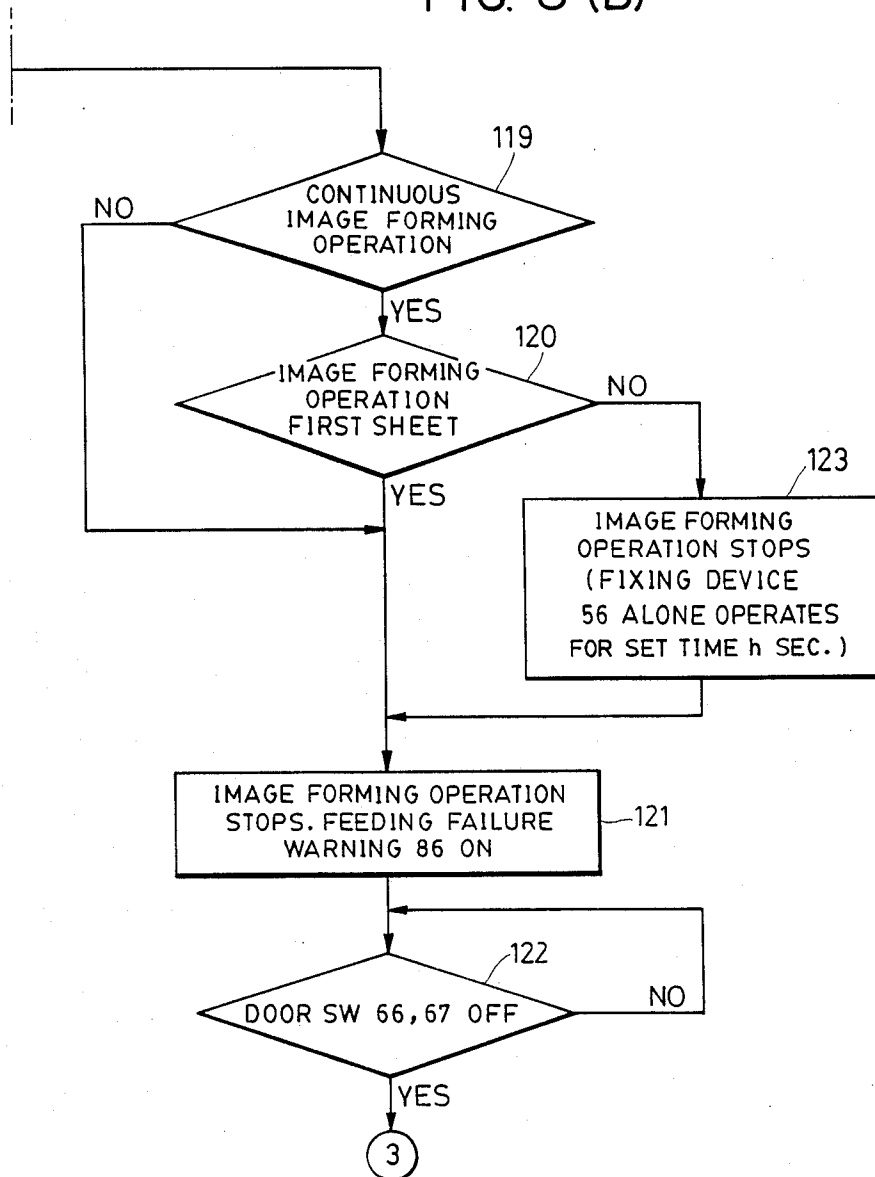 119
CONTINUOUS
IMAGE FORMING
OPERATION
NO
YES
120
IMAGE FORMING
OPERATION
FIRST SHEET
NO
YES
123
IMAGE FORMING
OPERATION STOPS
(FIXING DEVICE
56 ALONE OPERATES
FOR SET TIME h SEC.)
IMAGE FORMING OPERATION
STOPS. FEEDING FAILURE
WARNING 86 ON
121
122
DOOR SW 66,67 OFF
NO
YES
3